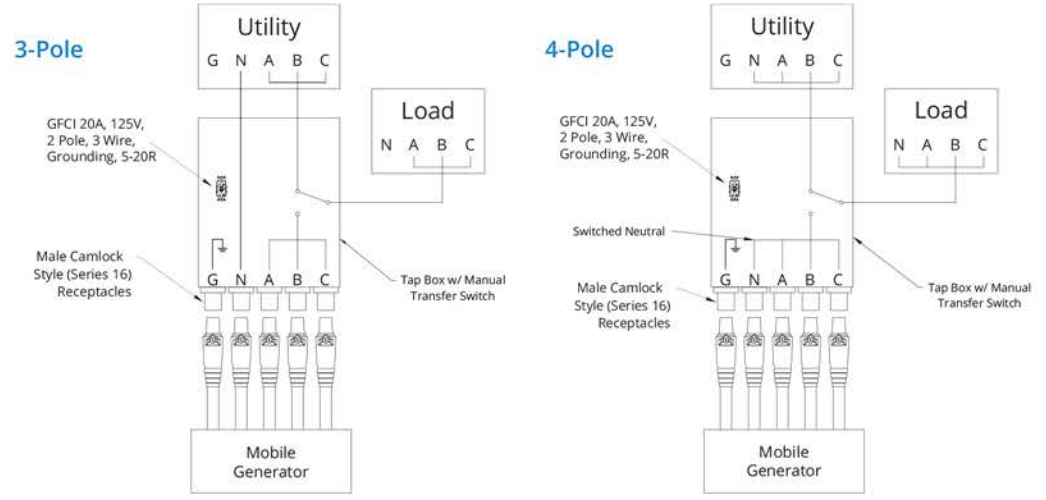 3-Pole
Utility
G N A B C
Load
N A B C
GFCI 20A, 125V,
2 Pole, 3 Wire,
Grounding, 5-20R
Male Camlock
Style (Series 16)
Receptacles
G N A B C
Tap Box w/ Manual
Transfer Switch
Mobile
Generator
4-Pole
Utility
G N A B C
Load
N A B C
GFCI 20A, 125V,
2 Pole, 3 Wire,
Grounding, 5-20R
Switched Neutral
Male Camlock
Style (Series 16)
Receptacles
G N A B C
Tap Box w/ Manual
Transfer Switch
Mobile
Generator